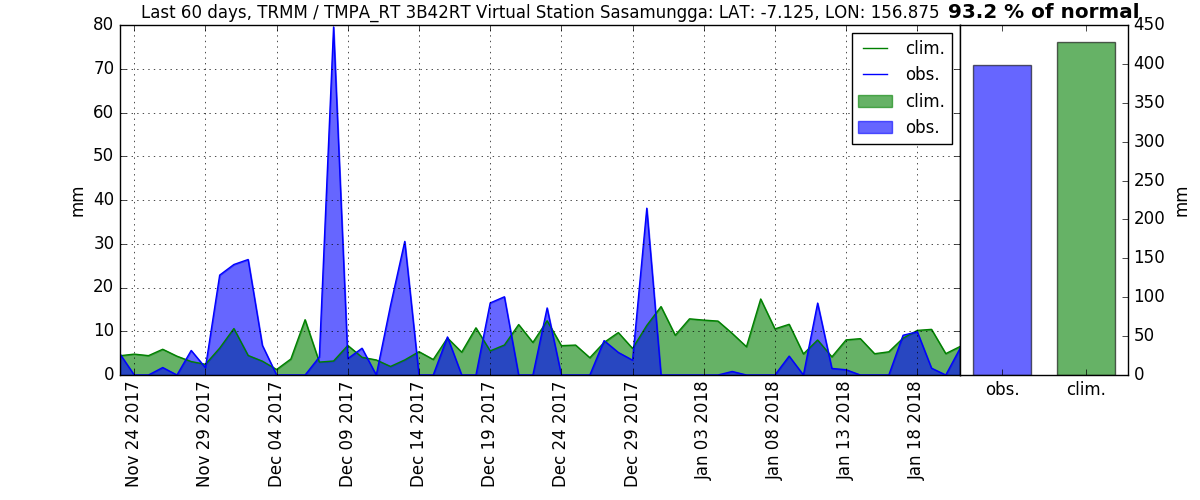 Last 60 days, TRMM / TMPA_RT 3B42RT Virtual Station Sasamungga: LAT: -7.125, LON: 156.875 93.2 % of normal
80
70
60
50
40
30
20
10
0
mm
clim.
obs.
clim.
obs.
450
400
350
300
250
200
150
100
50
0
mm
obs. clim.
Nov 24 2017
Nov 29 2017
Dec 04 2017
Dec 09 2017
Dec 14 2017
Dec 19 2017
Dec 24 2017
Dec 29 2017
Jan 03 2018
Jan 08 2018
Jan 13 2018
Jan 18 2018